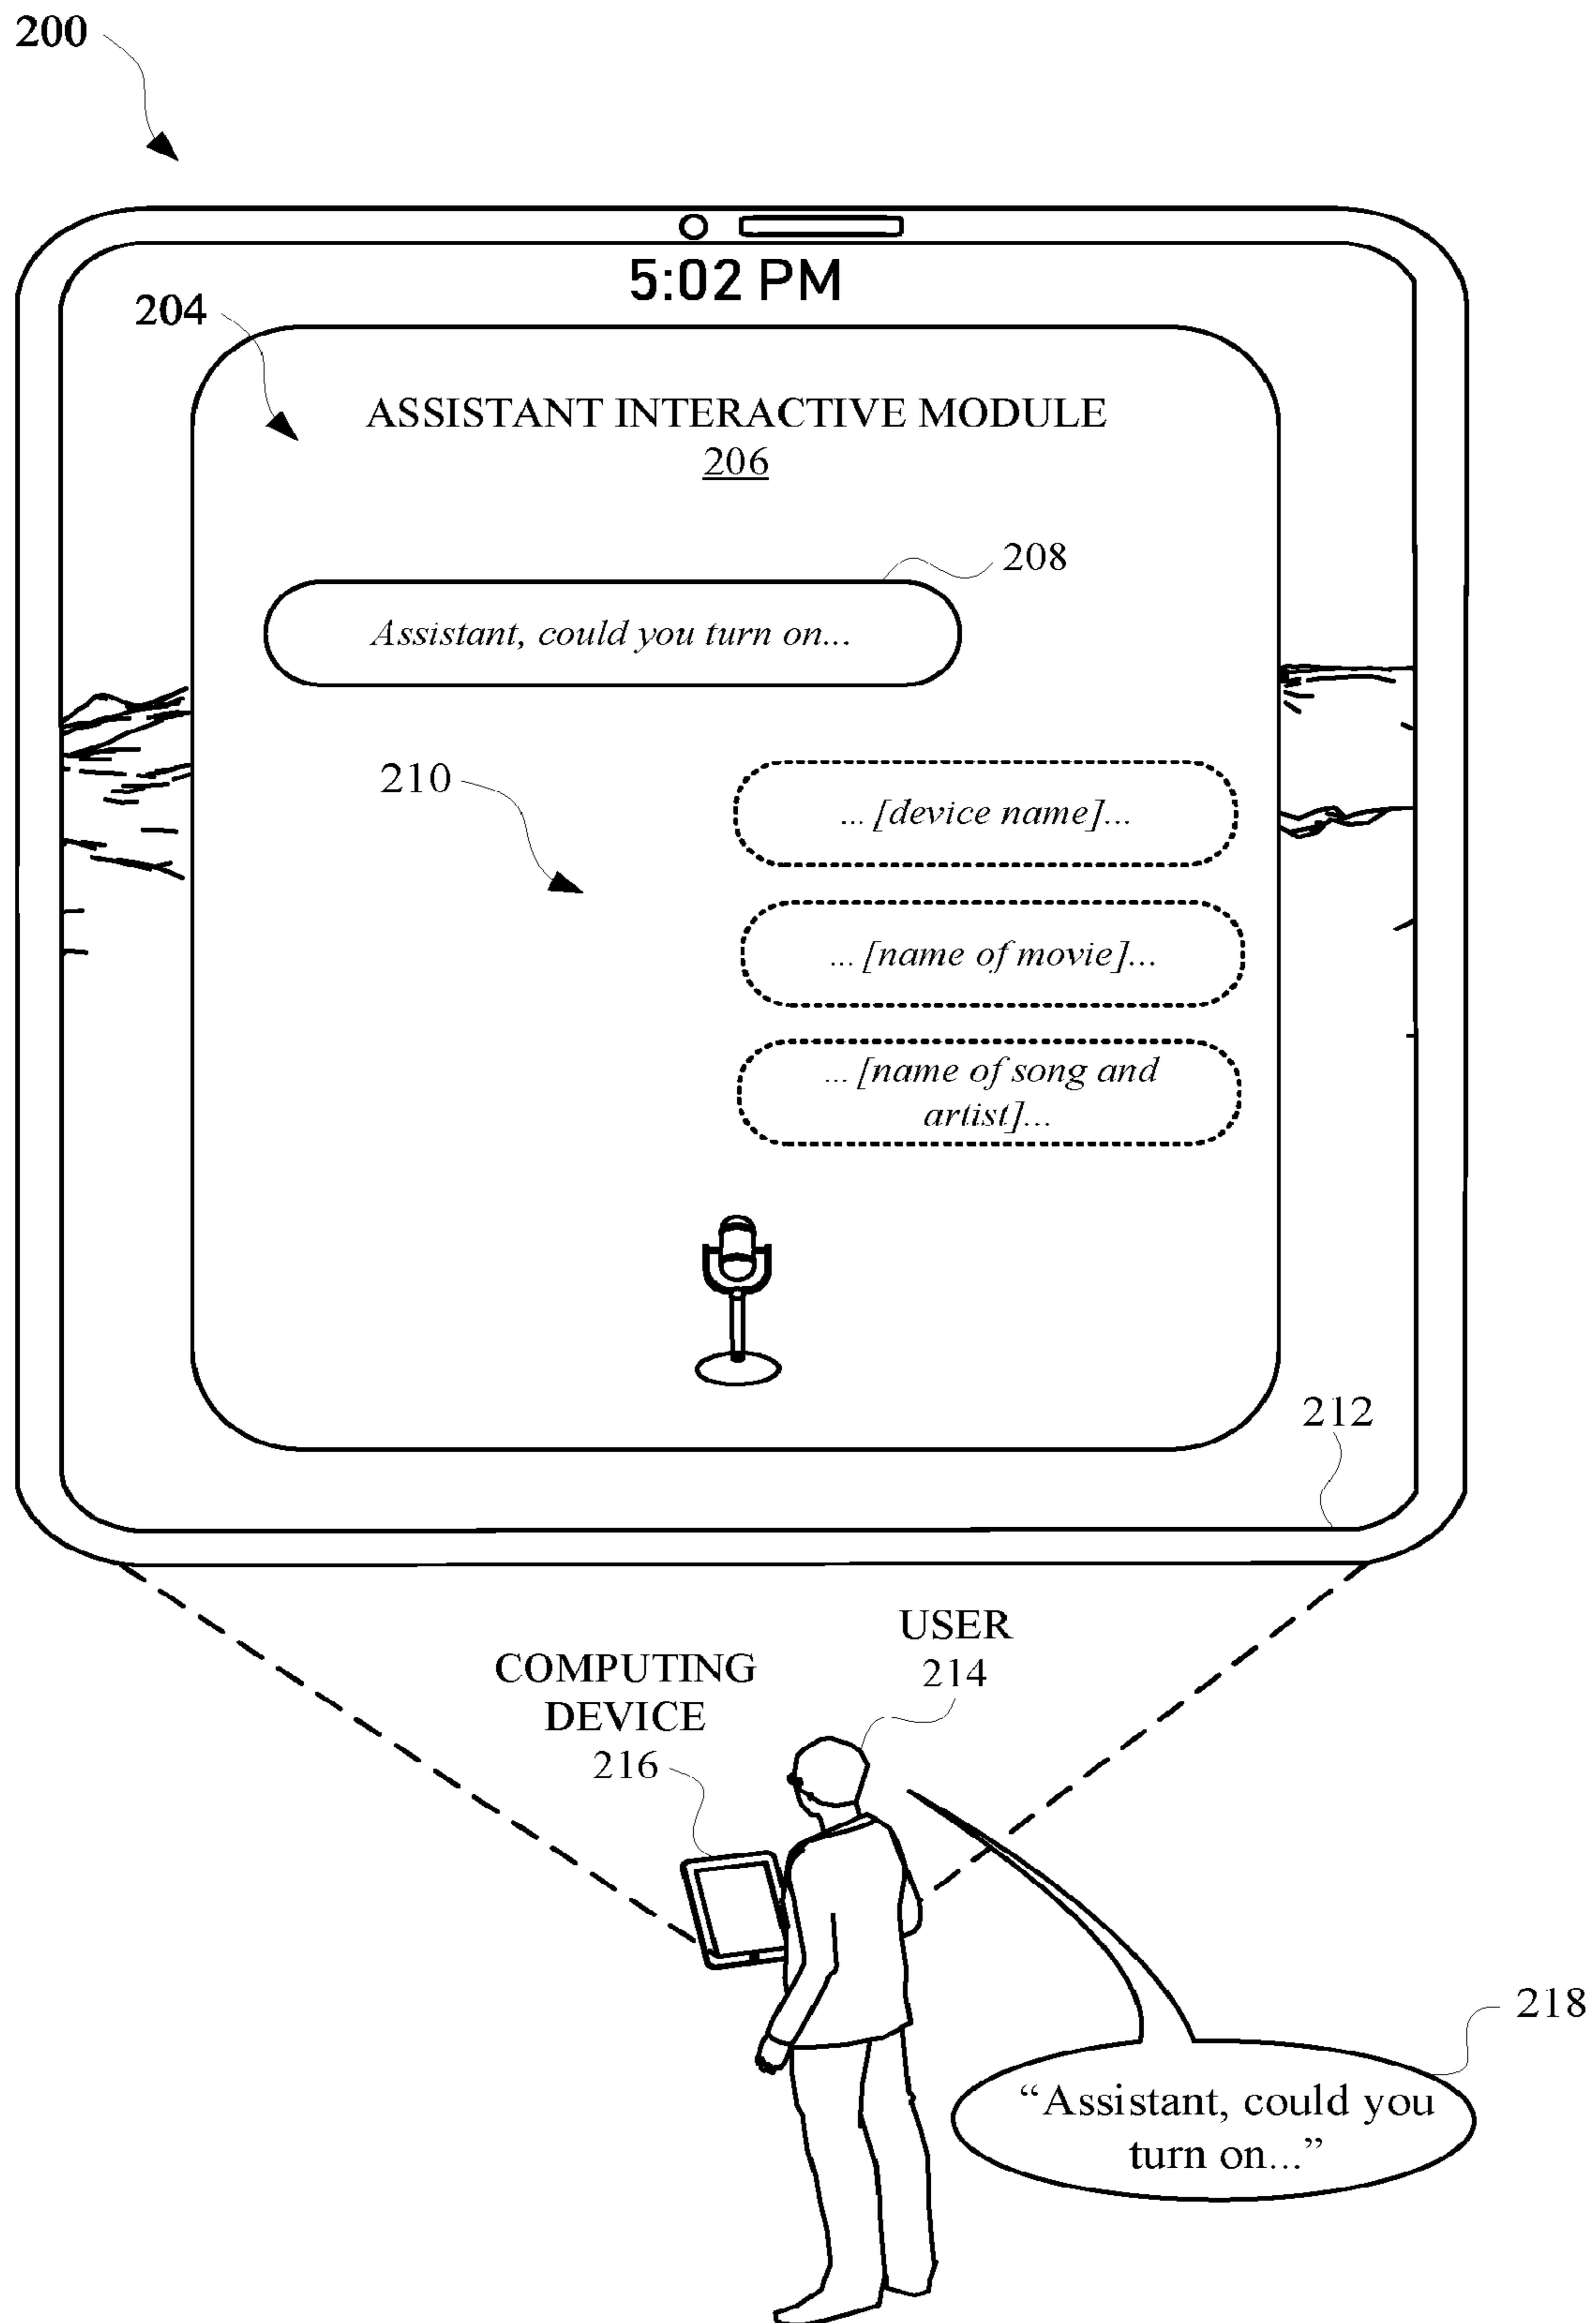 200
5:02 PM
204
ASSISTANT INTERACTIVE MODULE
206
208
Assistant, could you turn on...
210
... [device name]...
... [name of movie]...
... [name of song and
artist]...
212
USER
214
COMPUTING
DEVICE
216
218
“Assistant, could you
turn on...”